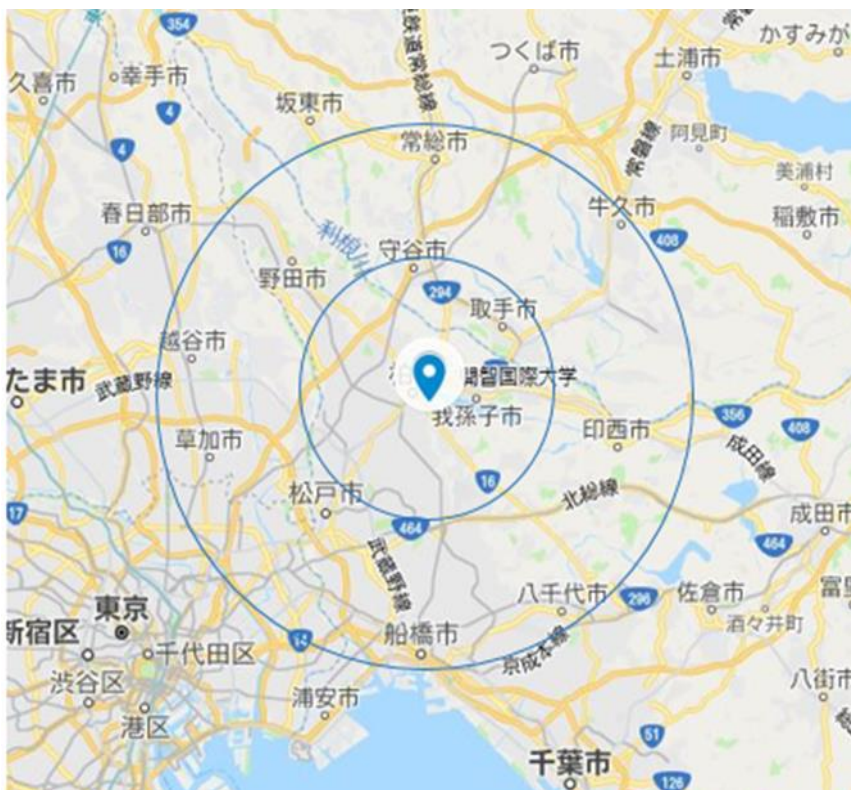 354
つくば市
土浦市
久喜市
幸手市
4
坂東市
阿見町
4
常総市
常磐線
美浦村
春日部市
牛久市
稲敷市
16
利根川
守谷市
408
野田市
294
取手市
越谷市
たま市
武蔵野線
開智国際大学
我孫子市
356
印西市
408
草加市
成田線
16
松戸市
北総線
17
464
成田市
464
武蔵野線
八千代市
296
佐倉市
東京
酒々井町
新宿区
14
船橋市
千代田区
京成本線
渋谷区
浦安市
八街市
港区
51
千葉市
126